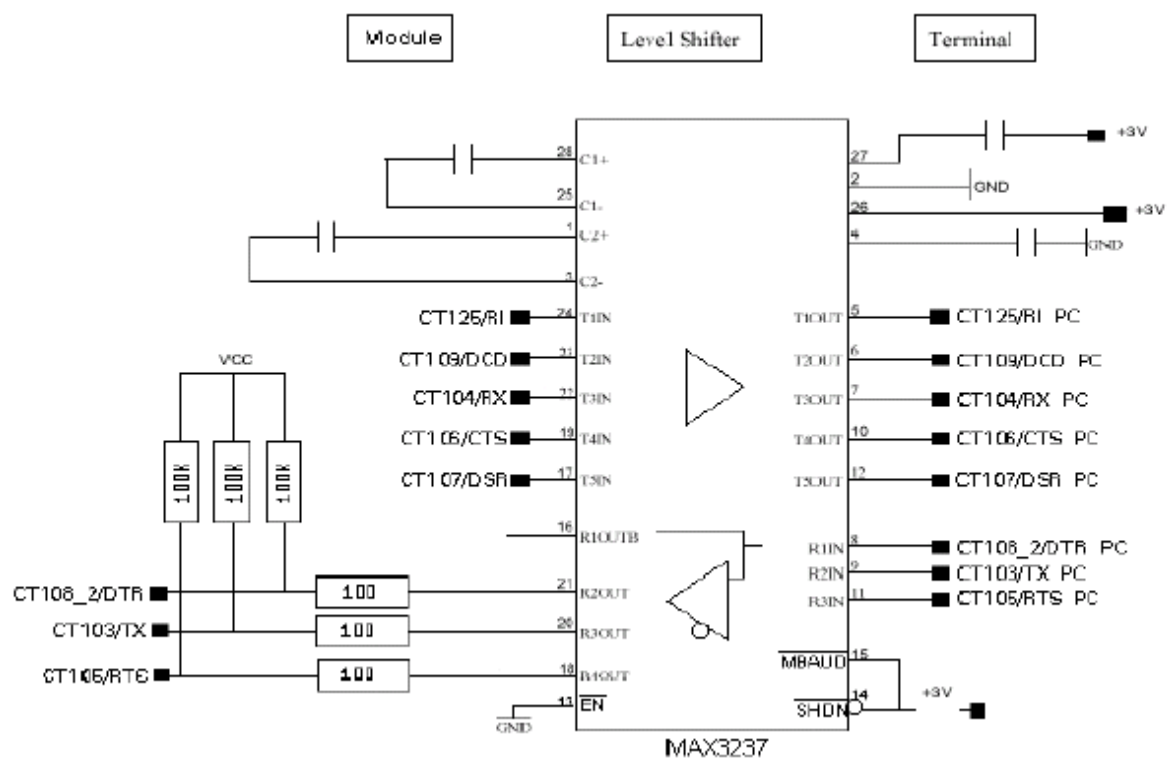 Module
Level Shifter
Terminal
28
C1+
27
+3V
25
C1-
2
GND
1
C2+
26
+3V
3
C2-
4
GND
CT125/RI
24
T1IN
T1OUT
5
CT125/RI PC
VCC
CT109/DCD
23
T2IN
T2OUT
6
CT109/DCD PC
CT104/RX
22
T3IN
T3OUT
7
CT104/RX PC
CT106/CTS
19
T4IN
T4OUT
10
CT106/CTS PC
100K
100K
100K
CT107/DSR
17
T5IN
T5OUT
12
CT107/DSR PC
16
R1OUTB
R1IN
8
CT108_2/DTR PC
CT108_2/DTR
100
21
R2OUT
R2IN
9
CT103/TX PC
R3IN
11
CT105/RTS PC
CT103/TX
100
20
R3OUT
MBAUD
15
CT105/RTS
100
18
R4OUT
14
+3V
GND
13
EN
SHDN
MAX3237